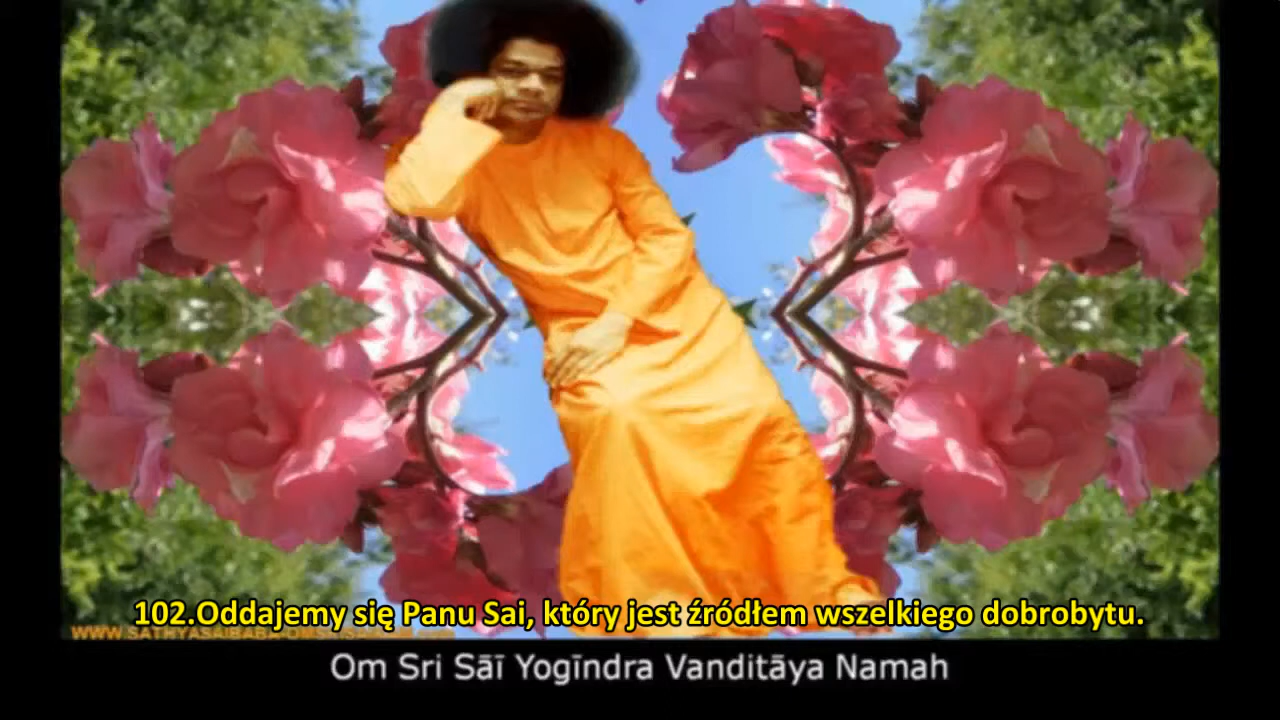 102.Oddajemy się Panu Sai, który jest źródłem wszelkiego dobrobytu.
Om Sri Sāī Yogīndra Vanditāya Namah